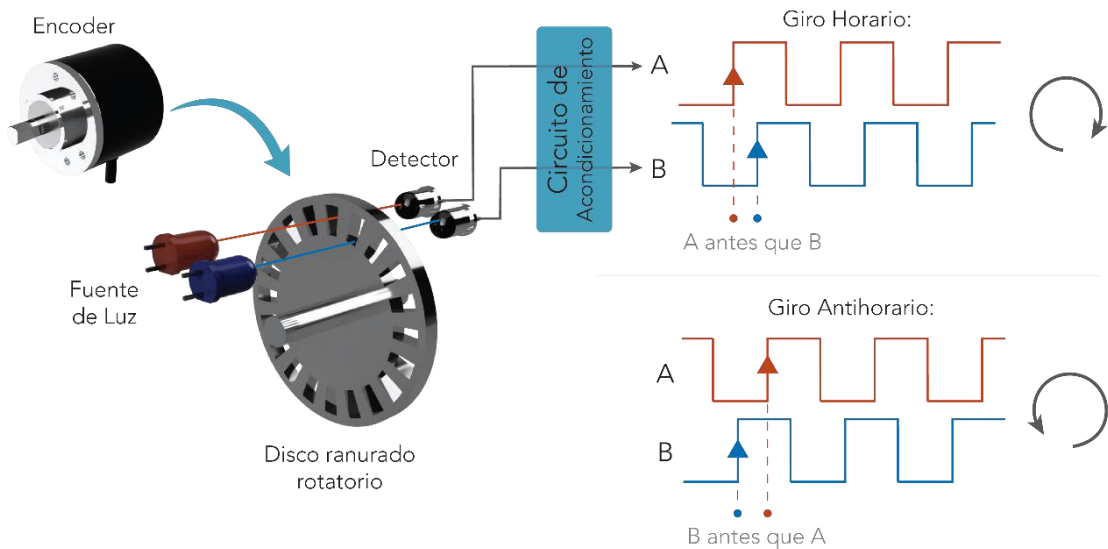 Encoder
Detector
Fuente
de Luz
Disco ranurado
rotatorio
Circuito de
Acondicionamiento
A
B
Giro Horario:
A antes que B
Giro Antihorario:
A
B
B antes que A